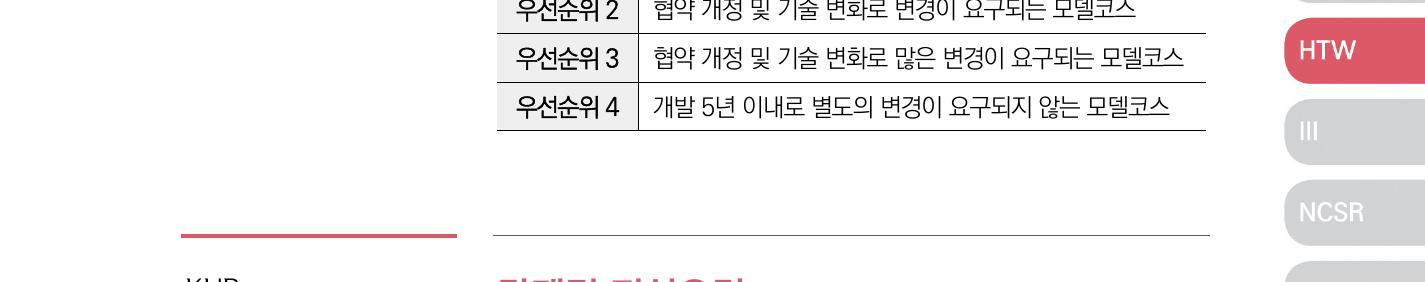 우선순위 2 협약 개정 및 기술 변화로 변경이 요구되는 모델코스
우선순위 3 협약 개정 및 기술 변화로 많은 변경이 요구되는 모델코스
우선순위 4 개발 5년 이내로 별도의 변경이 요구되지 않는 모델코스
HTW
III
NCSR